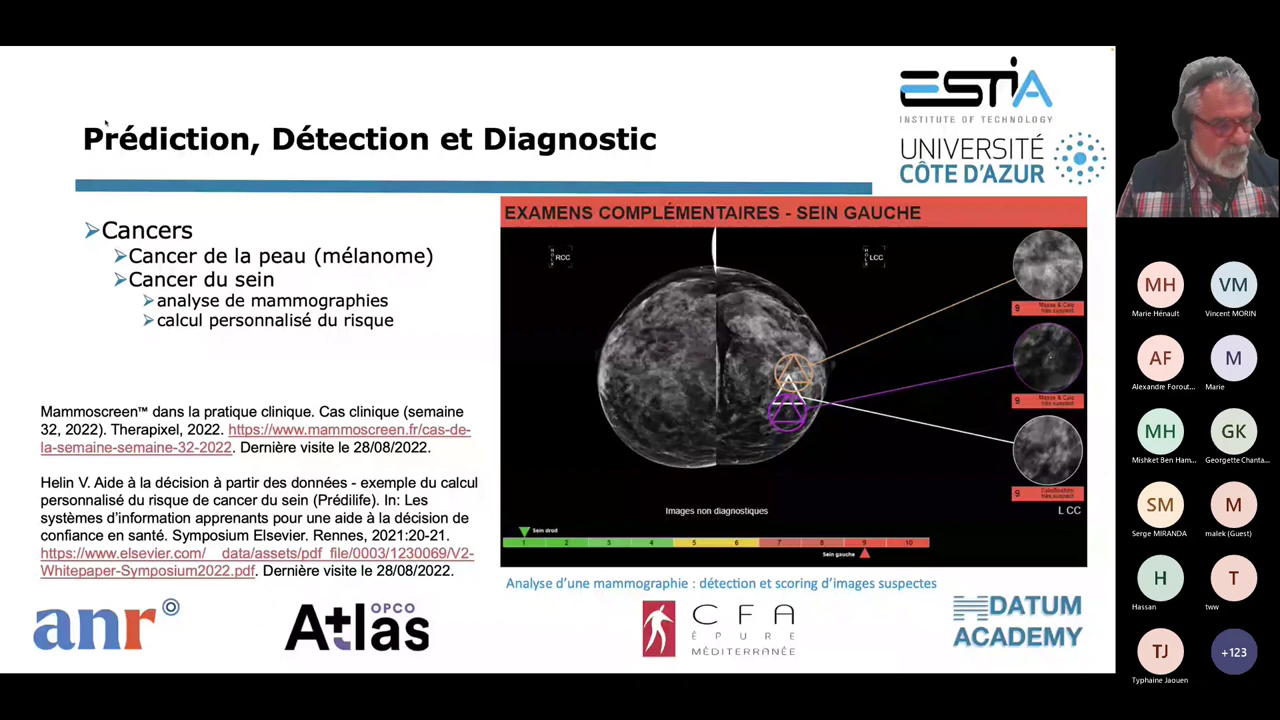 Prédiction, Détection et Diagnostic
ESTIA
INSTITUTE OF TECHNOLOGY
UNIVERSITÉ
CÔTE D'AZUR
Cancers
Cancer de la peau (mélanome)
Cancer du sein
analyse de mammographies
calcul personnalisé du risque
Mammoscreen™ dans la pratique clinique. Cas clinique (semaine
32, 2022). Therapixel, 2022. https://www.mammoscreen.fr/cas-de-
la-semaine-semaine-32-2022. Dernière visite le 28/08/2022.
Helin V. Aide à la décision à partir des données - exemple du calcul
personnalisé du risque de cancer du sein (Prédilife). In: Les
systèmes d'information apprenants pour une aide à la décision de
confiance en santé. Symposium Elsevier. Rennes, 2021:20-21.
https://www.elsevier.com/__data/assets/pdf_file/0003/1230069/V2-
Whitepaper-Symposium2022.pdf. Dernière visite le 28/08/2022.
EXAMENS COMPLÉMENTAIRES - SEIN GAUCHE
RCC
LCC
9
9
9
Images non diagnostiques
L CC
Sein droit
1 2 3 4 5 6 7 8 9 10
Sein gauche
Analyse d'une mammographie : détection et scoring d'images suspectes
anr
OPCO
Atlas
CFA
ÉPURE
MÉDITERRANÉE
DATUM
ACADEMY
MH
Marie Hénault
VM
Vincent MORIN
AF
Alexandre Forout...
M
Marie
MH
Mishket Ben Ham...
GK
Georgette Chanta...
SM
Serge MIRANDA
M
malek (Guest)
H
Hassan
T
tww
TJ
Typhaine Jaouen
+123